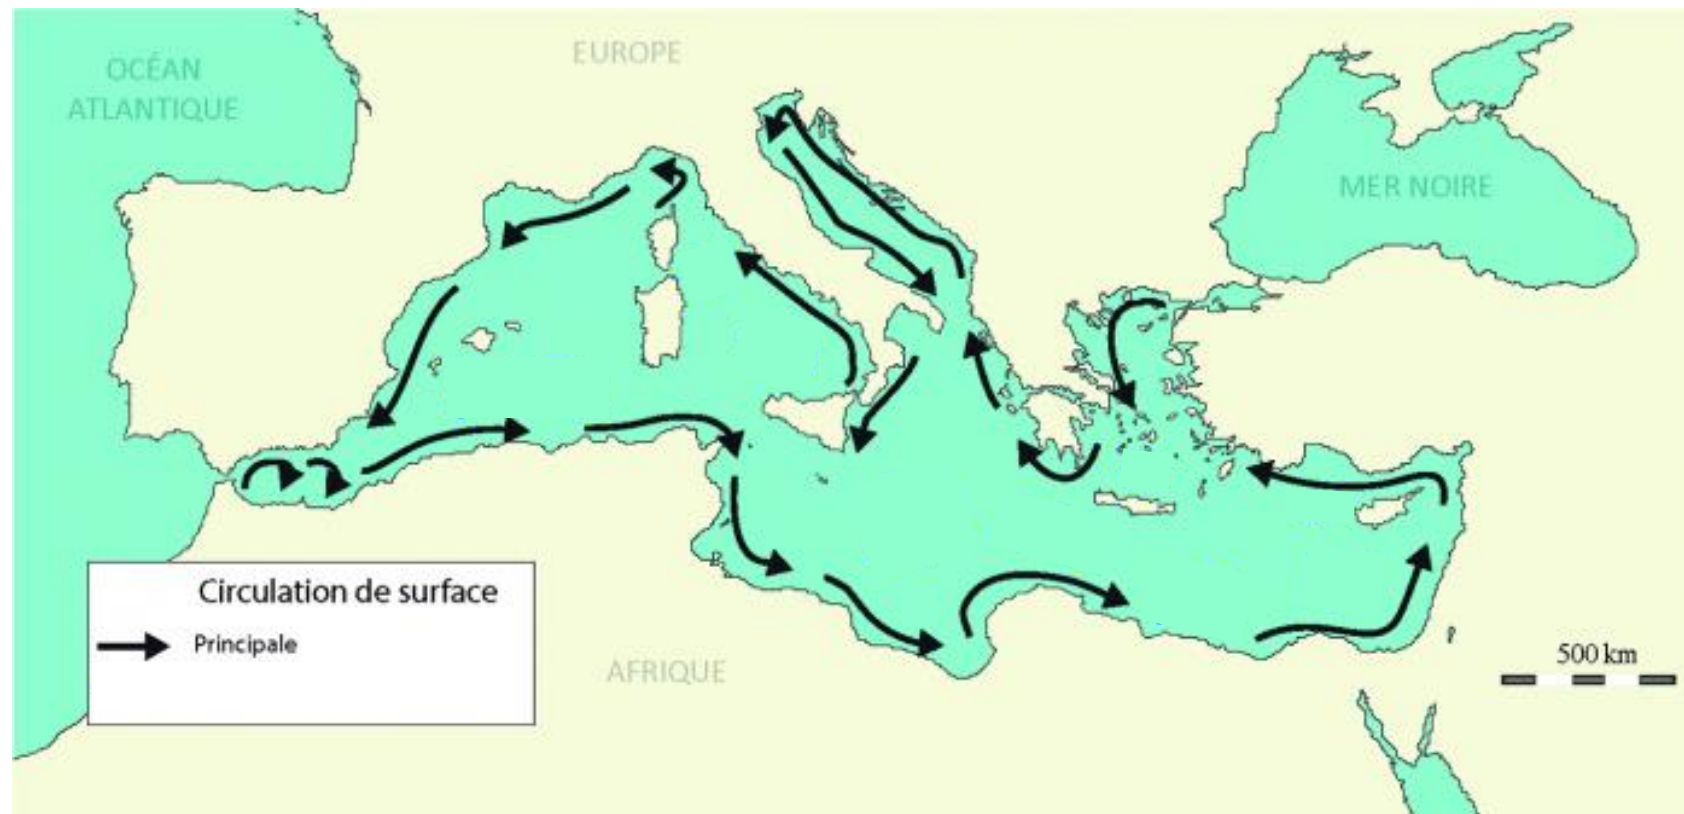 OCÉAN
ATLANTIQUE
EUROPE
MER NOIRE
Circulation de surface
Principale
AFRIQUE
500 km